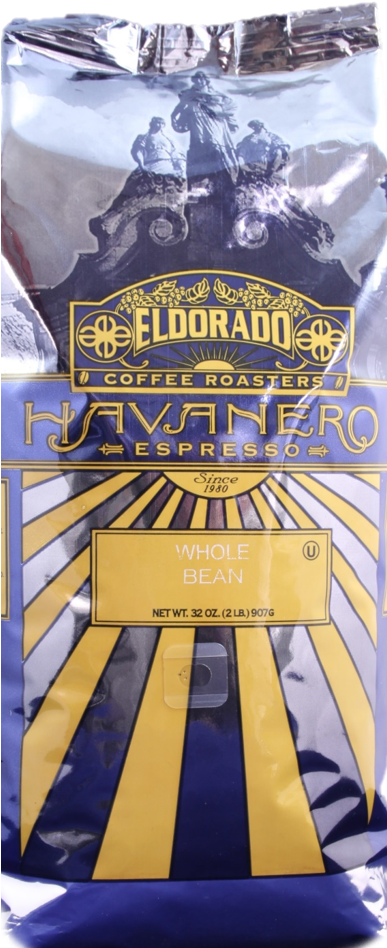 ELDORADO
COFFEE ROASTERS
HAVANERO
ESPRESSO
Since
1980
WHOLE
BEAN
U
NET WT. 32 OZ. (2 LB.) 907G